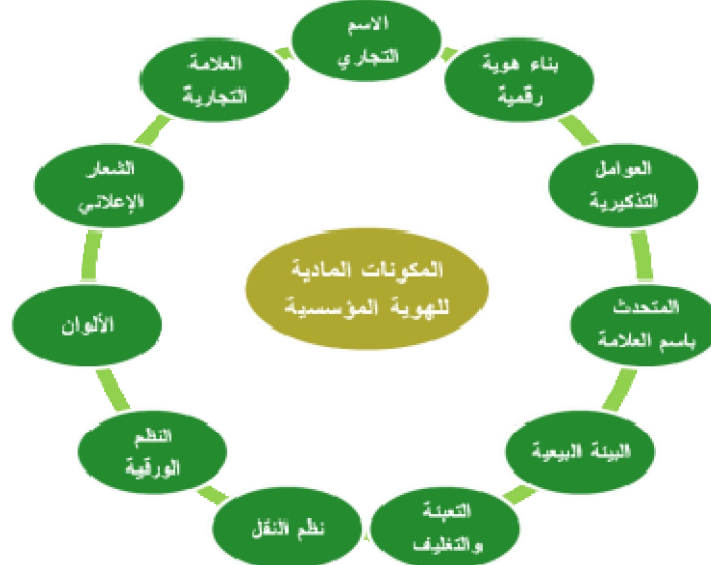 الاسم
التجاري
بناء هوية
رقمية
العوامل
التذكيرية
المتحدث
باسم العلامة
البيئة البيعية
التعبئة
والتغليف
نظم النقل
النظم
الورقية
الألوان
الشعار
الإعلاني
العلامة
التجارية
المكونات المادية
للهوية المؤسسية